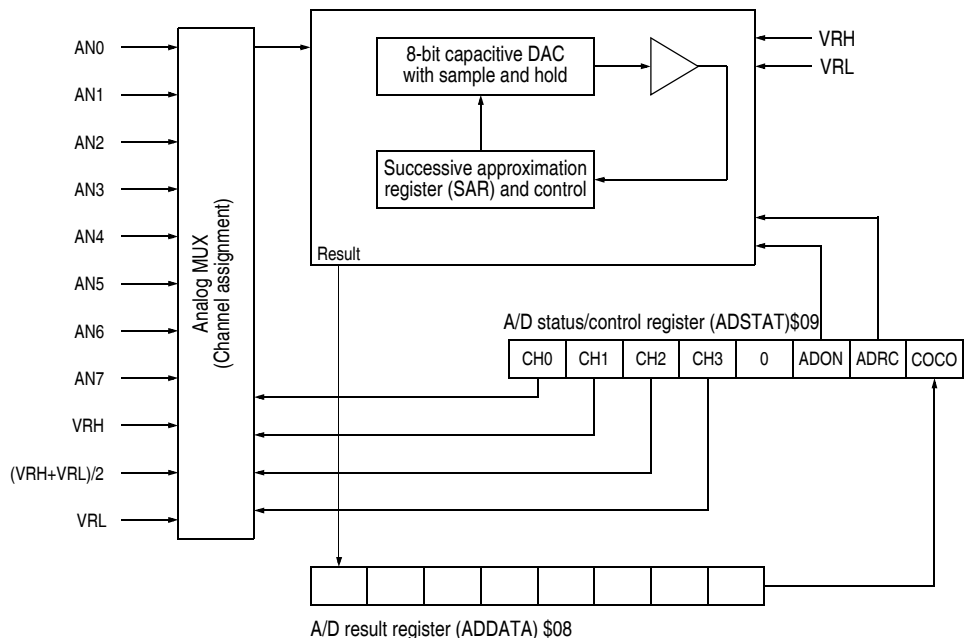 AN0
AN1
AN2
AN3
AN4
AN5
AN6
AN7
VRH
(VRH+VRL)/2
VRL
Analog MUX
(Channel assignment)
8-bit capacitive DAC
with sample and hold
Successive approximation
register (SAR) and control
Result
VRH
VRL
A/D status/control register (ADSTAT)$09
CH0 CH1 CH2 CH3 0 ADON ADRC COCO
A/D result register (ADDATA) $08